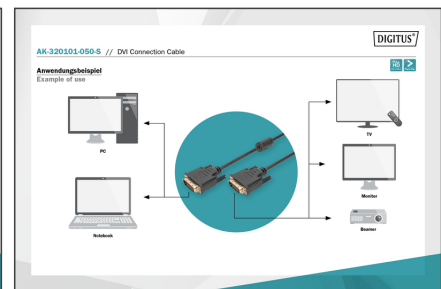 DIGITUS®
AK-320101-050-S // DVI Connection Cable
Anwendungsbeispiel
Example of use
PC
TV
Notebook
Monitor
Beamer